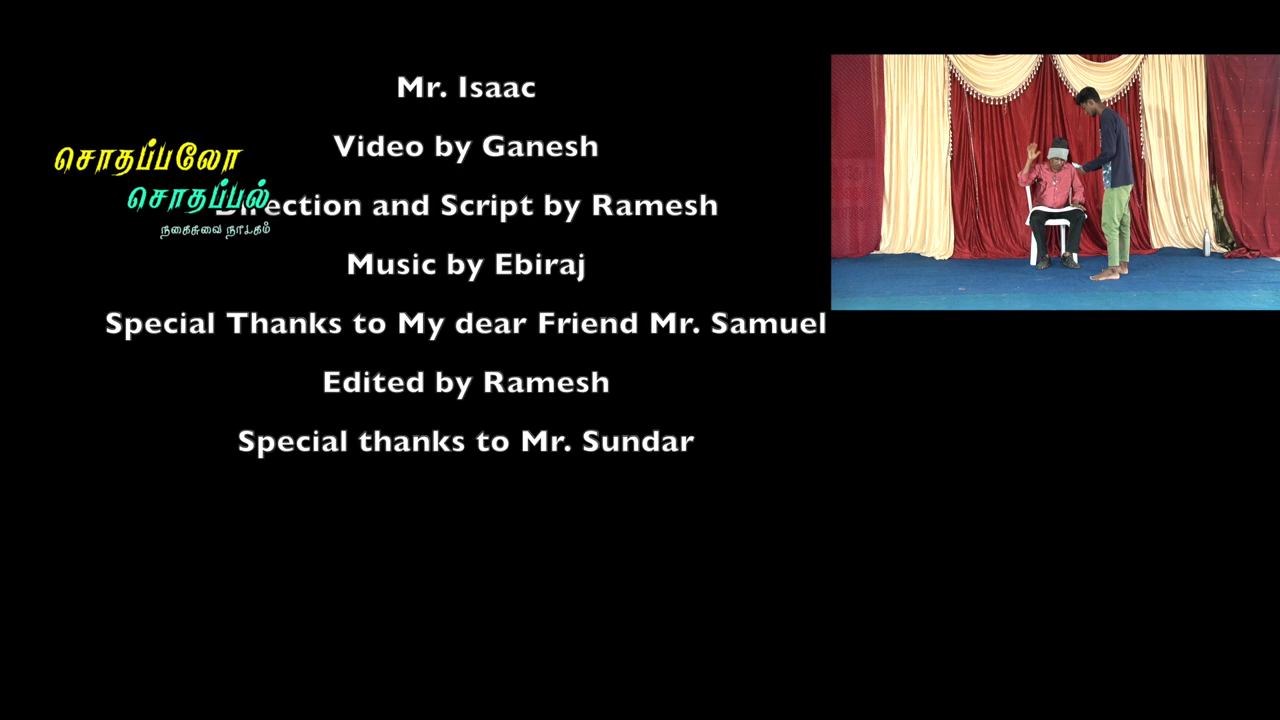 Mr. Isaac
Video by Ganesh
சொதப்பலோ
சொதப்பல்
நகைசுவை நாடகம்
Direction and Script by Ramesh
Music by Ebiraj
Special Thanks to My dear Friend Mr. Samuel
Edited by Ramesh
Special thanks to Mr. Sundar